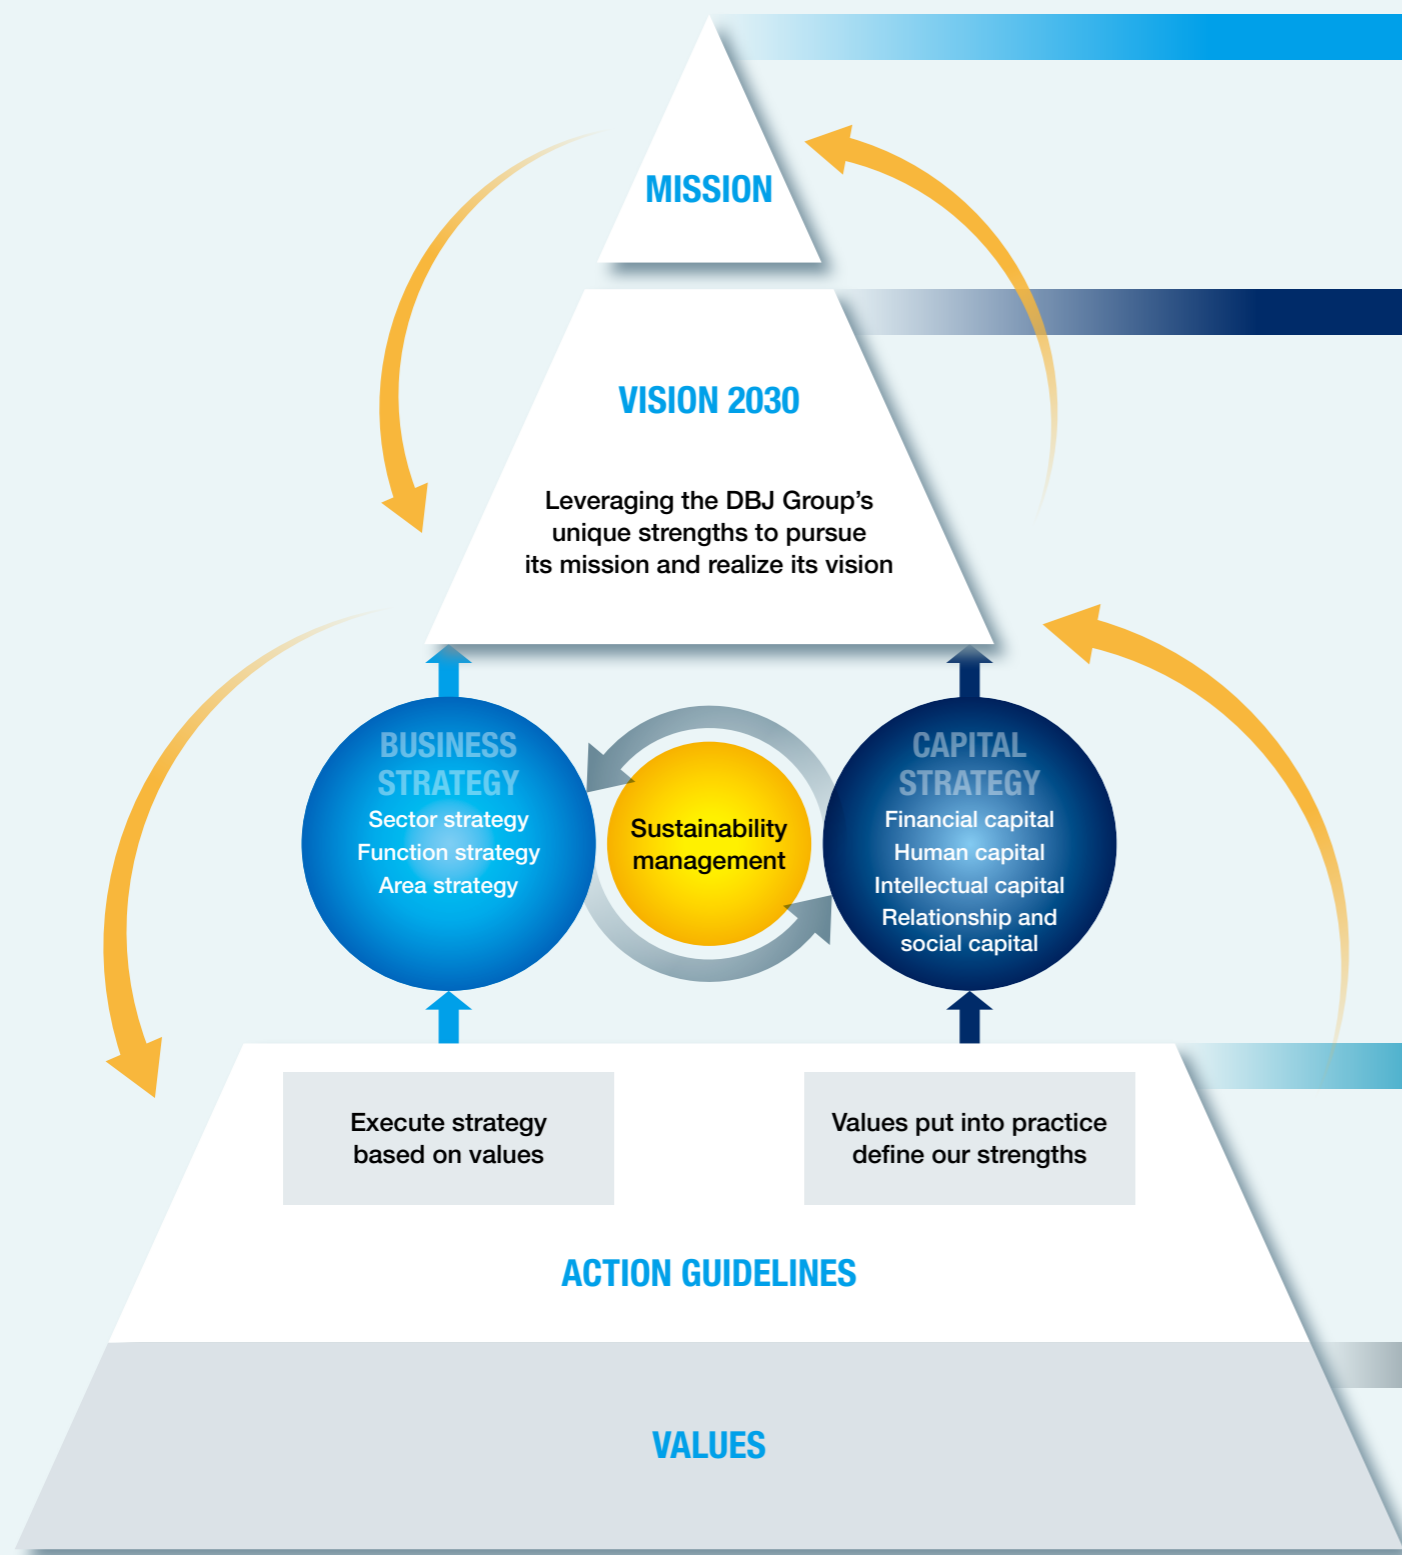 MISSION
VISION 2030
Leveraging the DBJ Group’s
unique strengths to pursue
its mission and realize its vision
BUSINESS
STRATEGY
Sector strategy
Function strategy
Area strategy
Sustainability
management
CAPITAL
STRATEGY
Financial capital
Human capital
Intellectual capital
Relationship and
social capital
Execute strategy
based on values
Values put into practice
define our strengths
ACTION GUIDELINES
VALUES